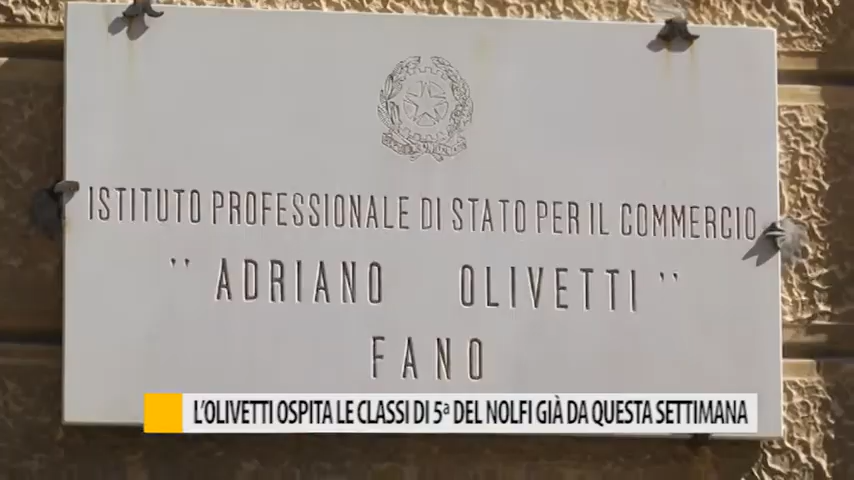 ISTITUTO PROFESSIONALE DI STATO PER IL COMMERCIO
" ADRIANO OLIVETTI "
FANO
L'OLIVETTI OSPITA LE CLASSI DI 5ª DEL NOLFI GIÀ DA QUESTA SETTIMANA